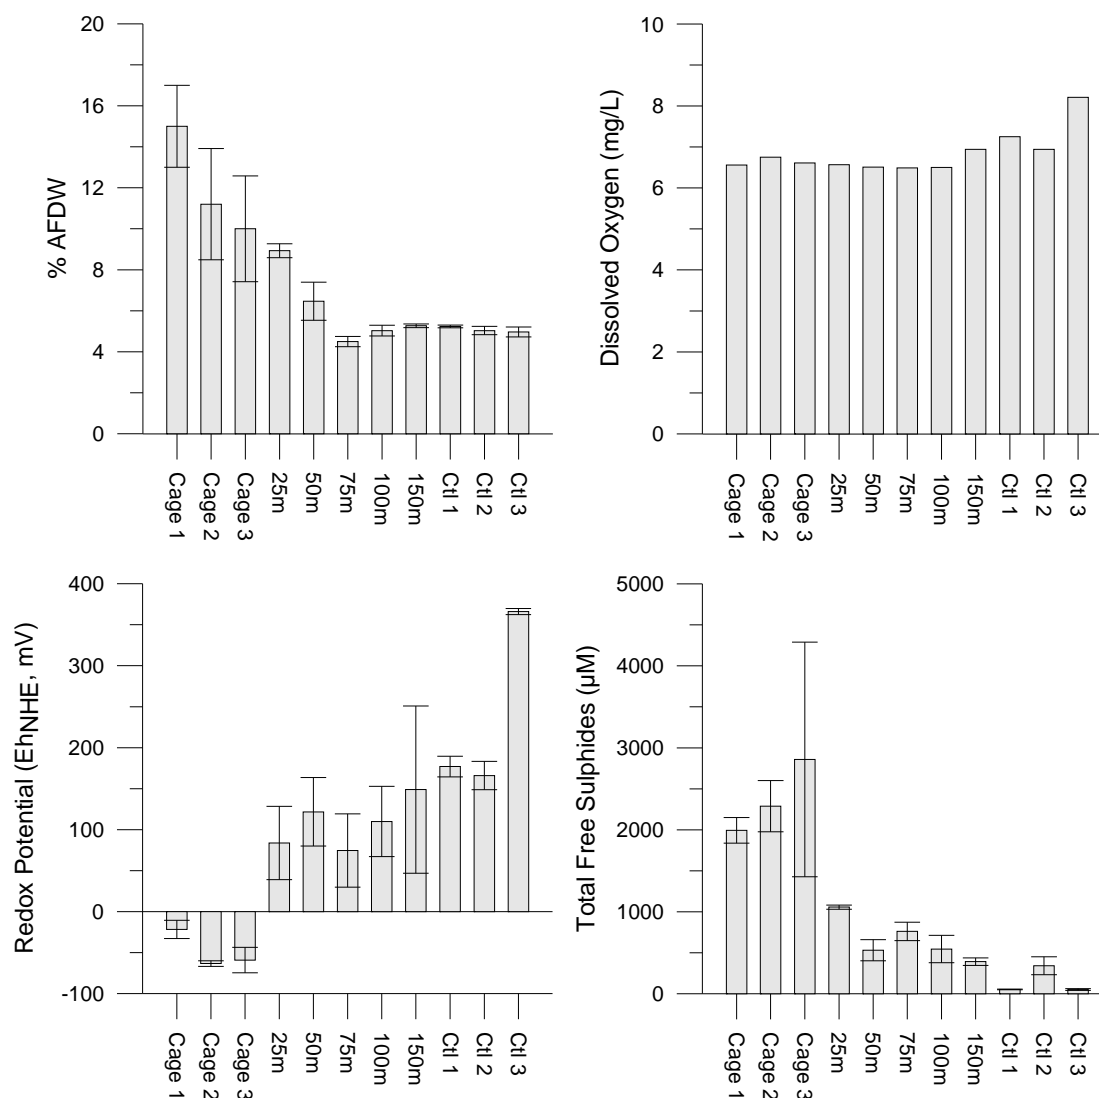 20
16
12
8
4
0
% AFDW
Cage 1
Cage 2
Cage 3
25m
50m
75m
100m
150m
Ctl 1
Ctl 2
Ctl 3
10
8
6
4
2
0
Dissolved Oxygen (mg/L)
Cage 1
Cage 2
Cage 3
25m
50m
75m
100m
150m
Ctl 1
Ctl 2
Ctl 3
400
300
200
100
0
-100
Redox Potential (EhNHE, mV)
Cage 1
Cage 2
Cage 3
25m
50m
75m
100m
150m
Ctl 1
Ctl 2
Ctl 3
5000
4000
3000
2000
1000
0
Total Free Sulphides (µM)
Cage 1
Cage 2
Cage 3
25m
50m
75m
100m
150m
Ctl 1
Ctl 2
Ctl 3